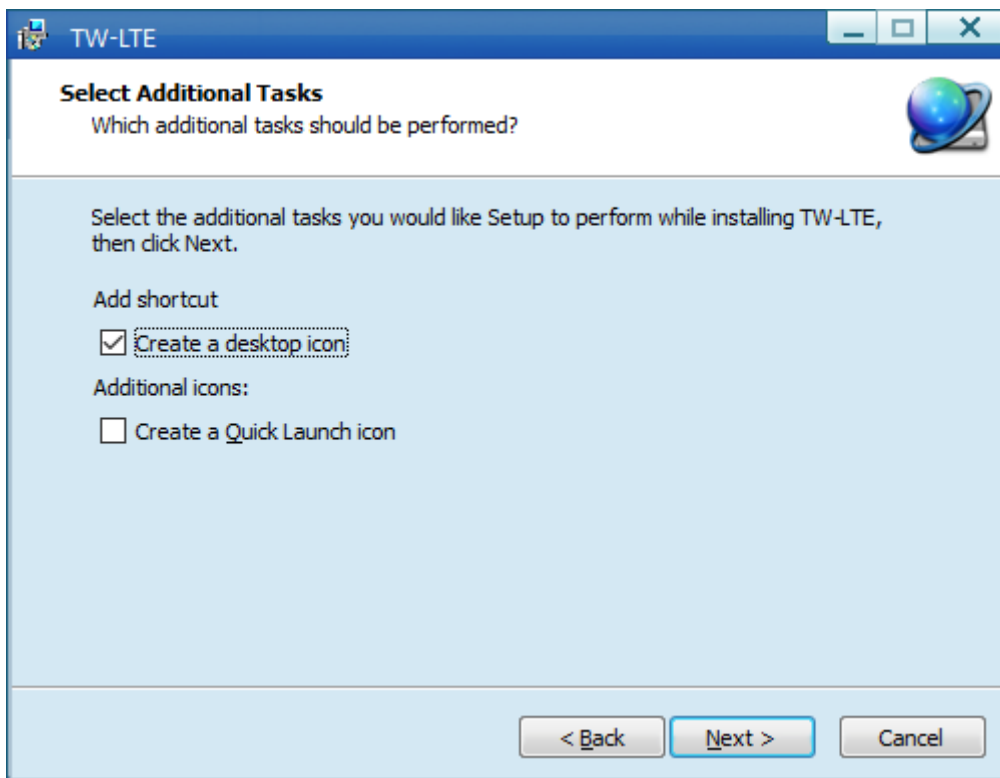 TW-LTE
Select Additional Tasks
Which additional tasks should be performed?
Select the additional tasks you would like Setup to perform while installing TW-LTE,
then click Next.
Add shortcut
Create a desktop icon
Additional icons:
Create a Quick Launch icon
< Back Next > Cancel